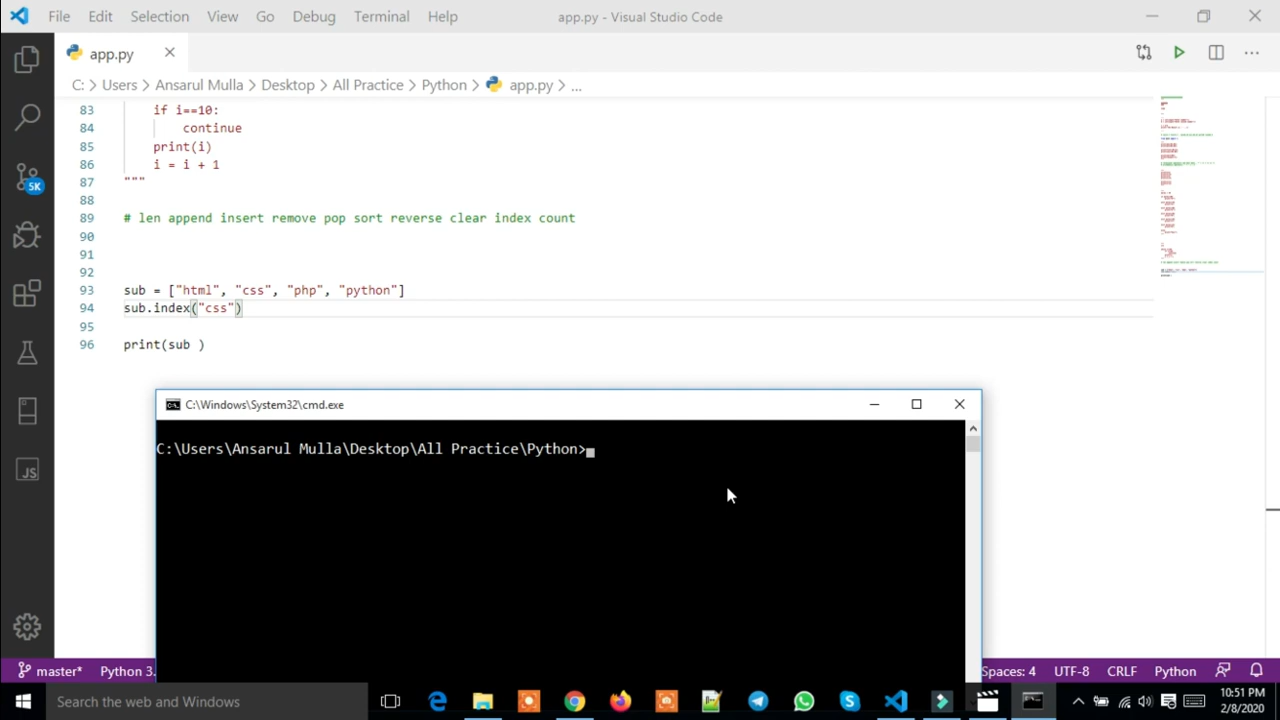 File Edit Selection View Go Debug Terminal Help app.py - Visual Studio Code
app.py
C: > Users > Ansarul Mulla > Desktop > All Practice > Python > app.py > ...
83 if i==10:
84 continue
85 print(i)
86 i = i + 1
87 """
88
89 # len append insert remove pop sort reverse clear index count
90
91
92
93 sub = ["html", "css", "php", "python"]
94 sub.index("css")
95
96 print(sub )
5K
JS
C:\Windows\System32\cmd.exe
C:\Users\Ansarul Mulla\Desktop\All Practice\Python>
master* Python 3. Spaces: 4 UTF-8 CRLF Python
Search the web and Windows
10:51 PM
2/8/2020